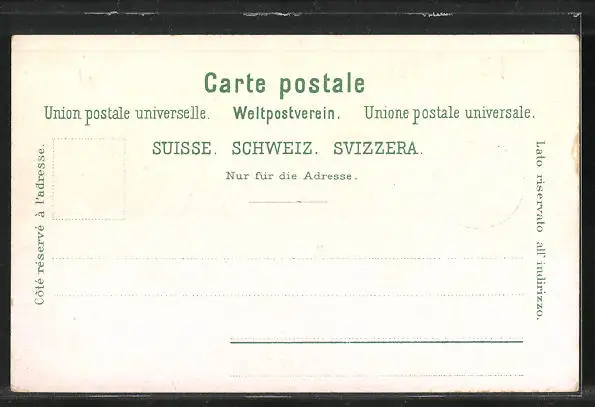 Carte postale
Union postale universelle. Weltpostverein. Unione postale universale.
SUISSE. SCHWEIZ. SVIZZERA.
Nur für die Adresse.
Côté réservé à l'adresse.
Lato riservato all' indirizzo.